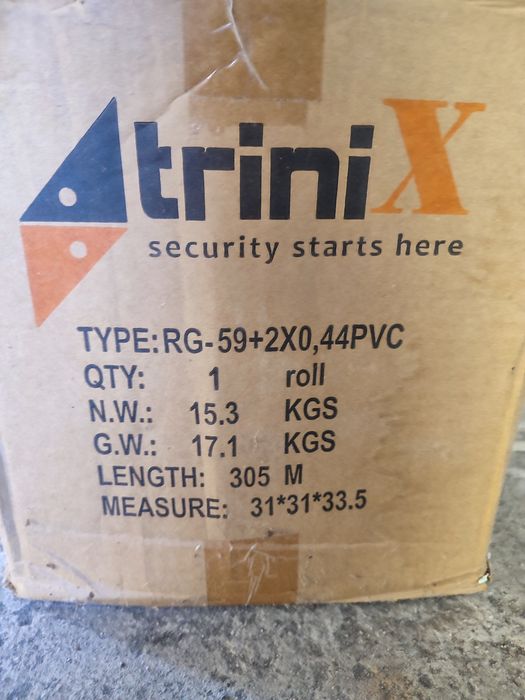 triniX
security starts here
TYPE: RG-59+2X0,44PVC
QTY: 1 roll
N.W.: 15.3 KGS
G.W.: 17.1 KGS
LENGTH: 305 M
MEASURE: 31*31*33.5